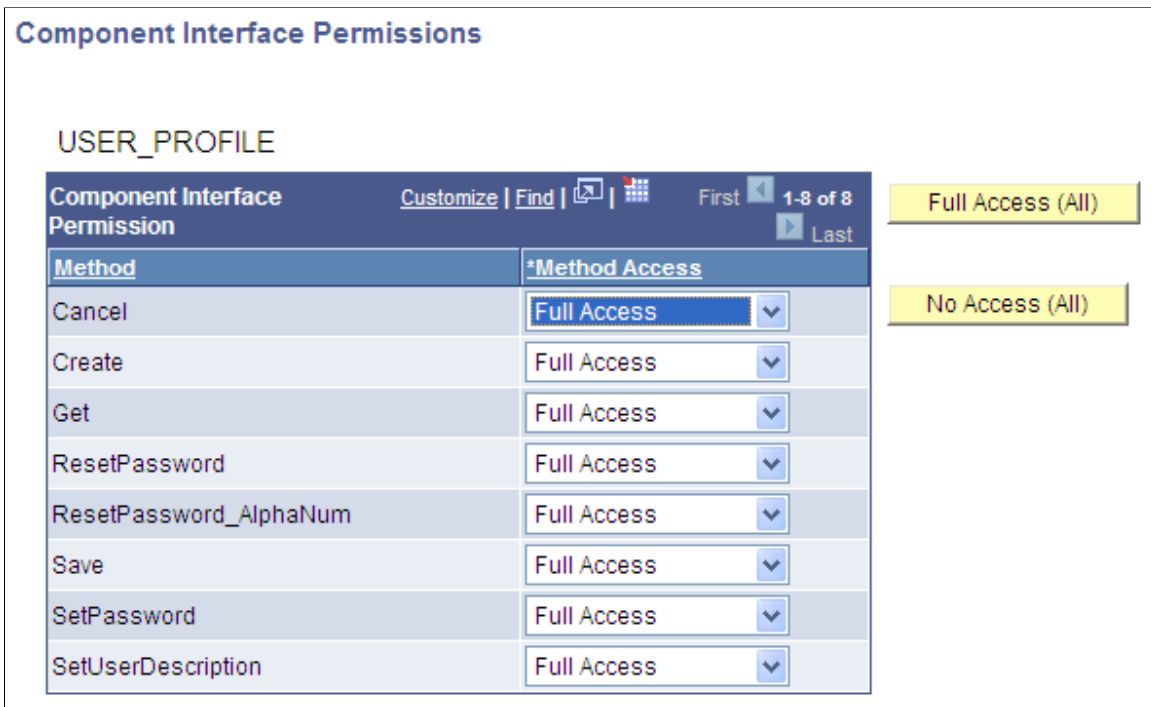 Component Interface Permissions
USER_PROFILE
Component Interface Permission
Customize | Find | | First 1-8 of 8 Last
Full Access (All)
Method *Method Access
Cancel Full Access
No Access (All)
Create Full Access
Get Full Access
ResetPassword Full Access
ResetPassword_AlphaNum Full Access
Save Full Access
SetPassword Full Access
SetUserDescription Full Access